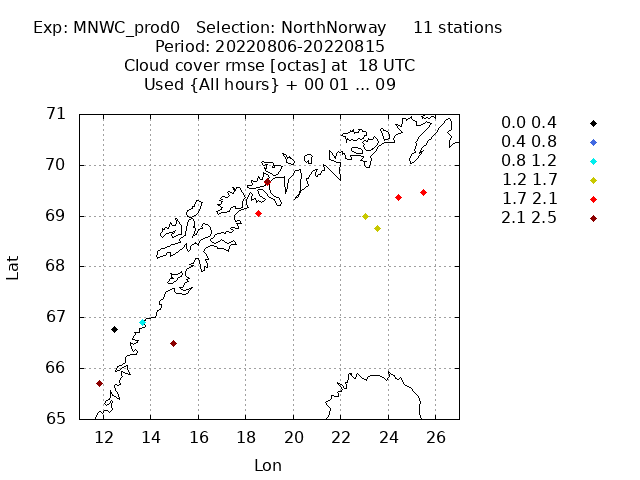 Exp: MNWC_prod0 Selection: NorthNorway 11 stations
Period: 20220806-20220815
Cloud cover rmse [octas] at 18 UTC
Used {All hours} + 00 01 ... 09
71
70
69
68
67
66
65
Lat
12 14 16 18 20 22 24 26
Lon
0.0 0.4
0.4 0.8
0.8 1.2
1.2 1.7
1.7 2.1
2.1 2.5